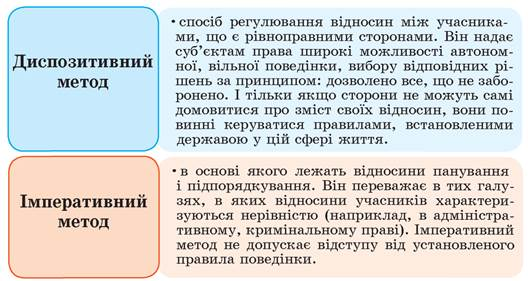 Диспозитивний
метод
• спосіб регулювання відносин між учасника-
ми, що є рівноправними сторонами. Він надає
суб’єктам права широкі можливості автоном-
ної, вільної поведінки, вибору відповідних рі-
шень за принципом: дозволено все, що не забо-
ронено. І тільки якщо сторони не можуть самі
домовитися про зміст своїх відносин, вони по-
винні керуватися правилами, встановленими
державою у цій сфері життя.
Імперативний
метод
• в основі якого лежать відносини панування
і підпорядкування. Він переважає в тих галу-
зях, в яких відносини учасників характери-
зуються нерівністю (наприклад, в адміністра-
тивному, кримінальному праві). Імперативний
метод не допускає відступу від установленого
правила поведінки.